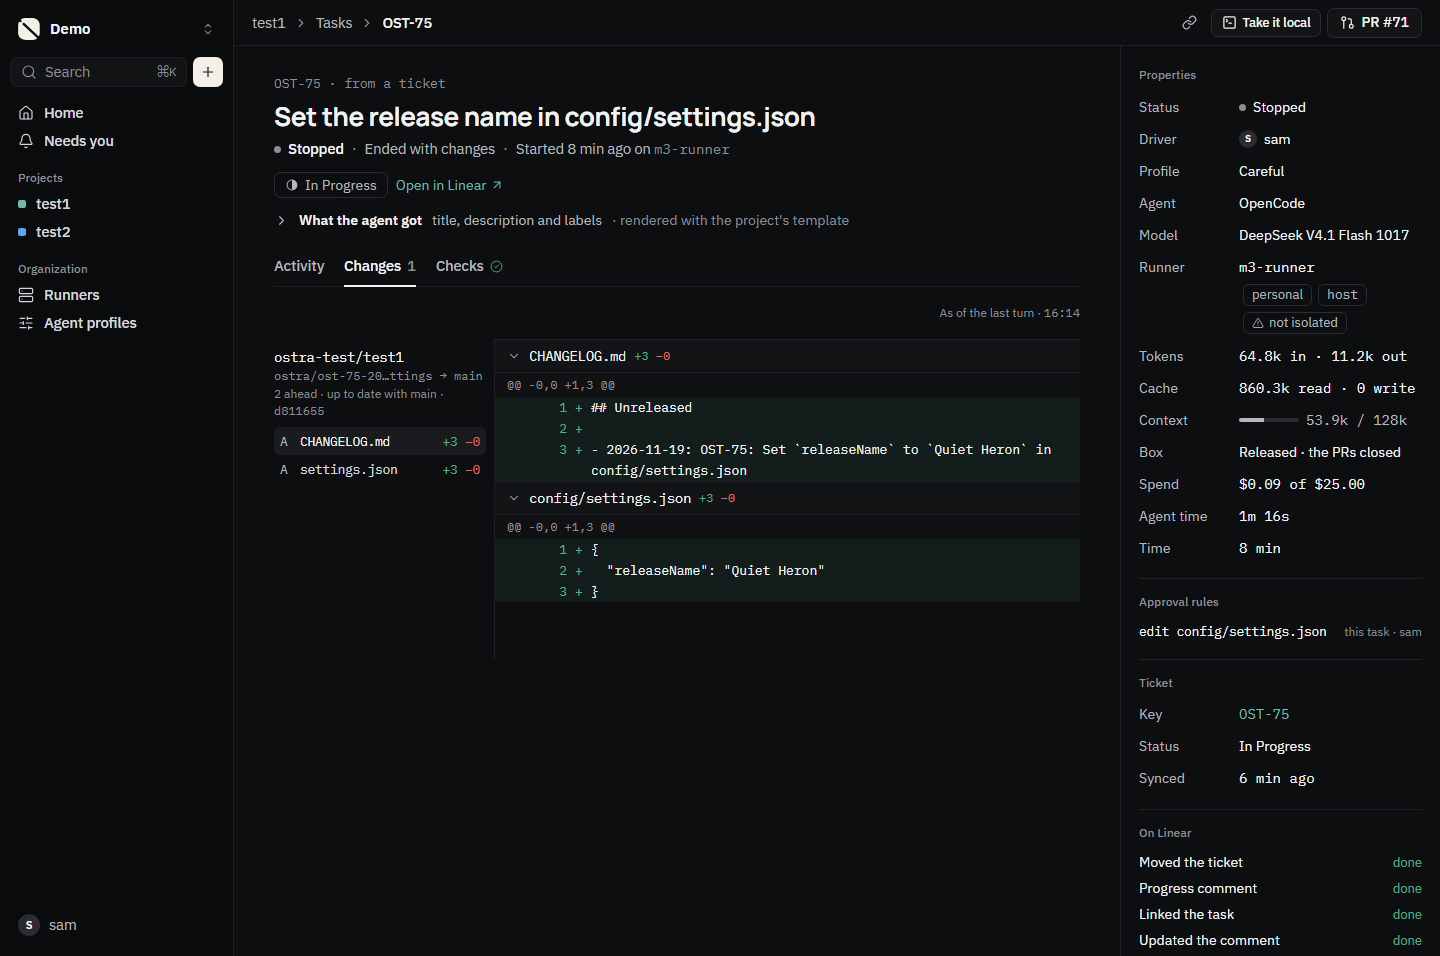 Demo
Search ⌘K
Home
Needs you
Projects
test1
test2
Organization
Runners
Agent profiles
S sam
test1 > Tasks > OST-75
Take it local
PR #71
OST-75 · from a ticket
Set the release name in config/settings.json
Stopped · Ended with changes · Started 8 min ago on m3-runner
In Progress Open in Linear ↗
What the agent got title, description and labels · rendered with the project's template
Activity Changes 1 Checks
As of the last turn · 16:14
ostra-test/test1
ostra/ost-75-20…ttings → main
2 ahead · up to date with main ·
d811655
A CHANGELOG.md +3 −0
A settings.json +3 −0
CHANGELOG.md +3 −0
@@ -0,0 +1,3 @@
1 + ## Unreleased
2 +
3 + - 2026-11-19: OST-75: Set `releaseName` to `Quiet Heron` in
config/settings.json
config/settings.json +3 −0
@@ -0,0 +1,3 @@
1 + {
2 + "releaseName": "Quiet Heron"
3 + }
Properties
Status Stopped
Driver S sam
Profile Careful
Agent OpenCode
Model DeepSeek V4.1 Flash 1017
Runner m3-runner
personal host
not isolated
Tokens 64.8k in · 11.2k out
Cache 860.3k read · 0 write
Context 53.9k / 128k
Box Released · the PRs closed
Spend $0.09 of $25.00
Agent time 1m 16s
Time 8 min
Approval rules
edit config/settings.json this task · sam
Ticket
Key OST-75
Status In Progress
Synced 6 min ago
On Linear
Moved the ticket done
Progress comment done
Linked the task done
Updated the comment done